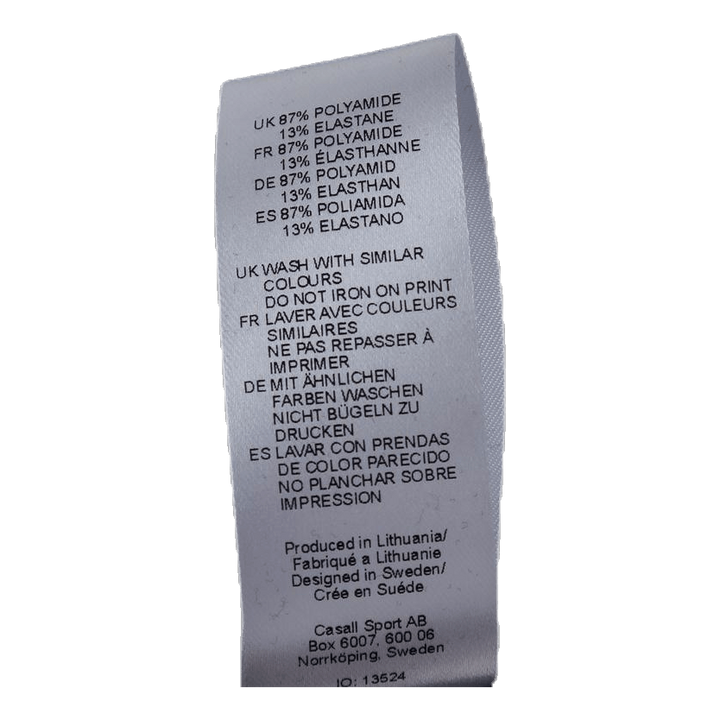 UK 87% POLYAMIDE
13% ELASTANE
FR 87% POLYAMIDE
13% ÉLASTHANNE
DE 87% POLYAMID
13% ELASTHAN
ES 87% POLIAMIDA
13% ELASTANO
UK WASH WITH SIMILAR
COLOURS
DO NOT IRON ON PRINT
FR LAVER AVEC COULEURS
SIMILAIRES
NE PAS REPASSER À
IMPRIMER
DE MIT ÄHNLICHEN
FARBEN WASCHEN
NICHT BÜGELN ZU
DRUCKEN
ES LAVAR CON PRENDAS
DE COLOR PARECIDO
NO PLANCHAR SOBRE
IMPRESSION
Produced in Lithuania/
Fabriqué a Lithuanie
Designed in Sweden/
Crée en Suéde
Casall Sport AB
Box 6007, 600 06
Norrköping, Sweden
IO: 13524